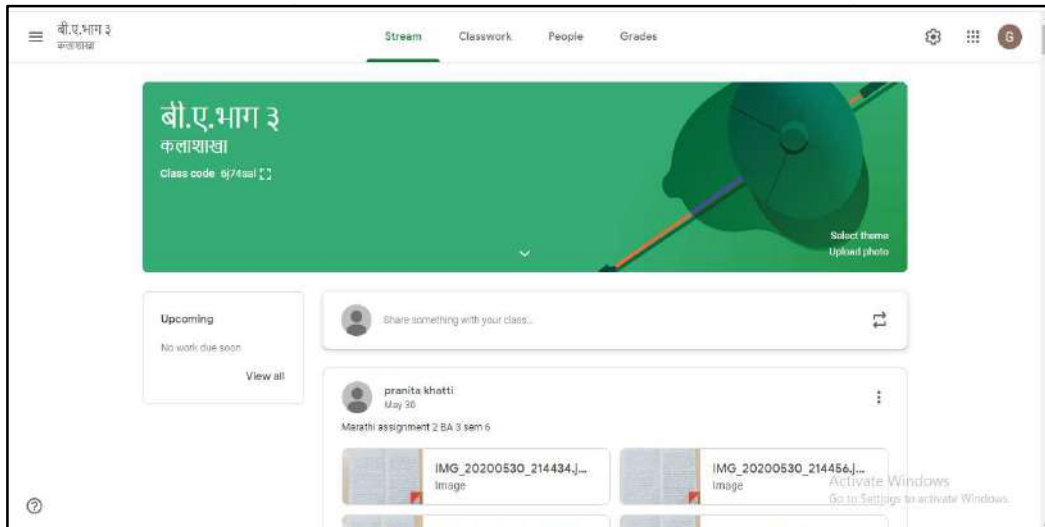 बी.ए.भाग ३
कलाशाखा
Stream Classwork People Grades
G
बी.ए.भाग ३
कलाशाखा
Class code 6j74sal
Select theme
Upload photo
Upcoming
No work due soon
View all
Share something with your class...
pranita khatti
May 30
Marathi assignment 2 BA 3 sem 6
IMG_20200530_214434.j...
Image
IMG_20200530_214456.j...
Image
Activate Windows
Go to Settings to activate Windows.